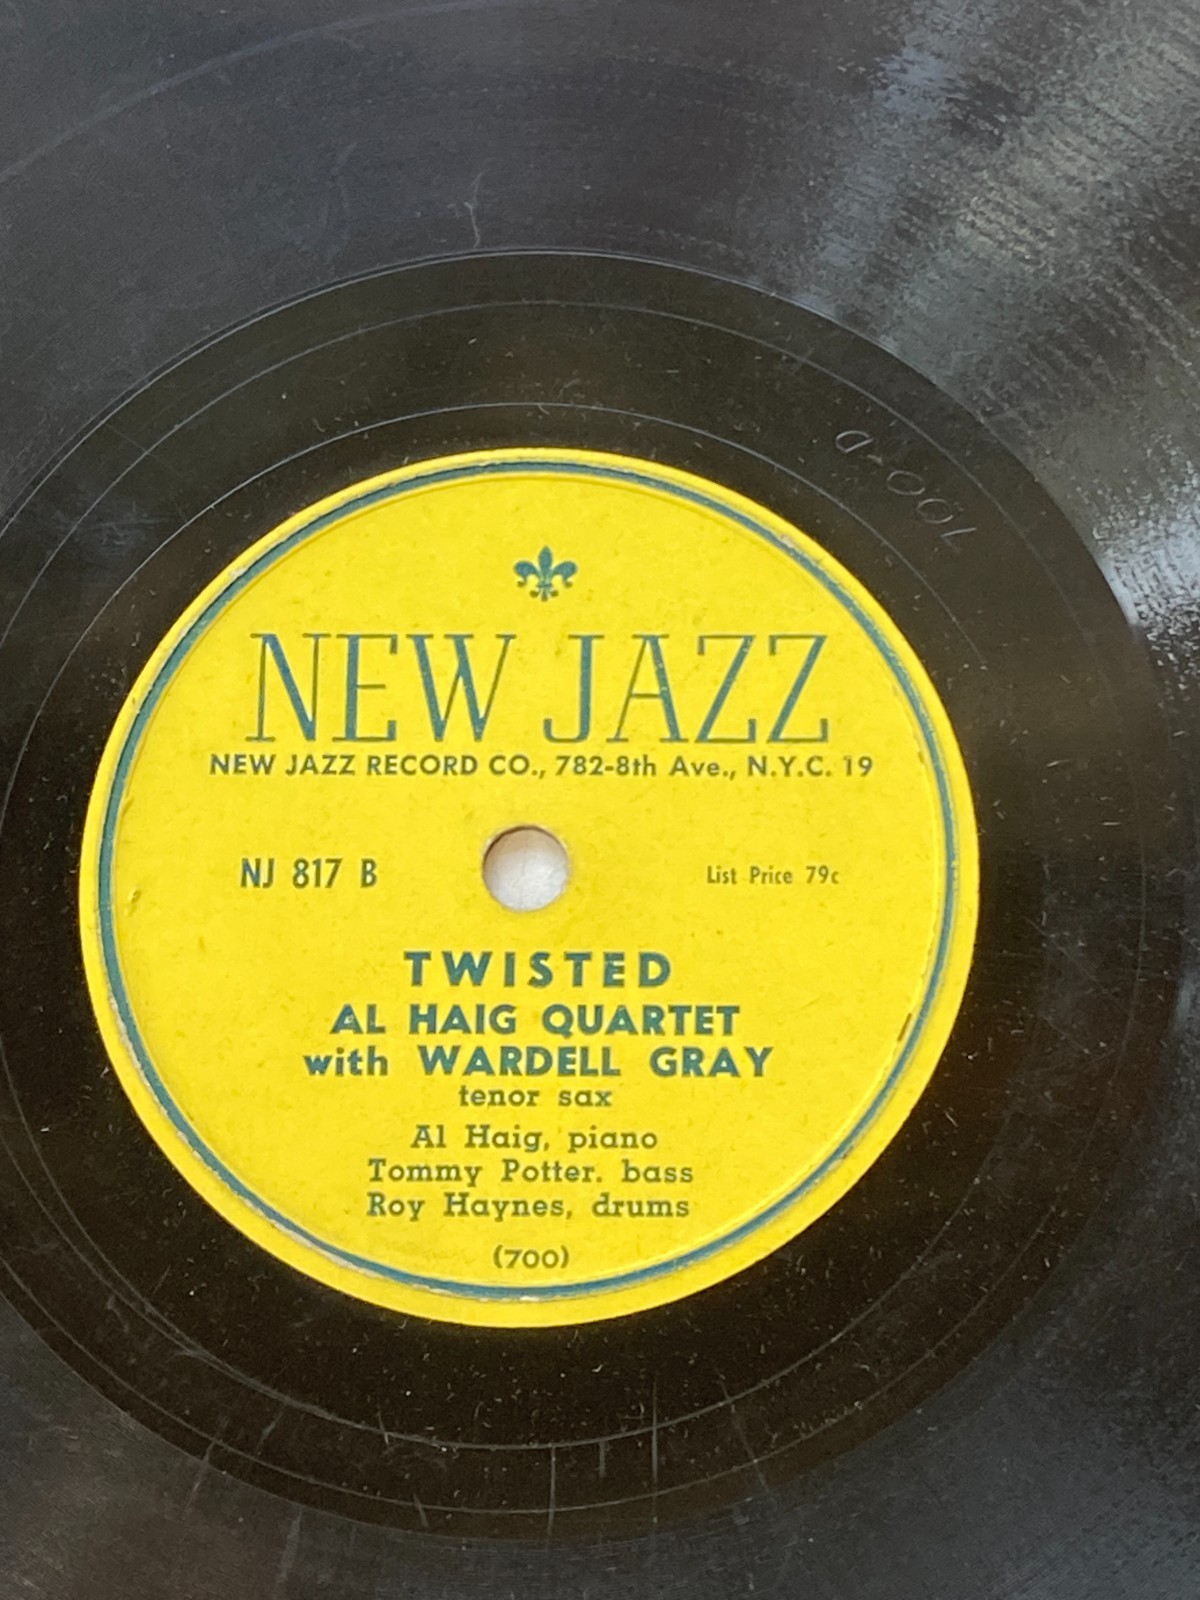 NEW JAZZ
NEW JAZZ RECORD CO., 782-8th Ave., N.Y.C. 19
NJ 817 B
List Price 79c
TWISTED
AL HAIG QUARTET
with WARDELL GRAY
tenor sax
Al Haig, piano
Tommy Potter. bass
Roy Haynes, drums
(700)